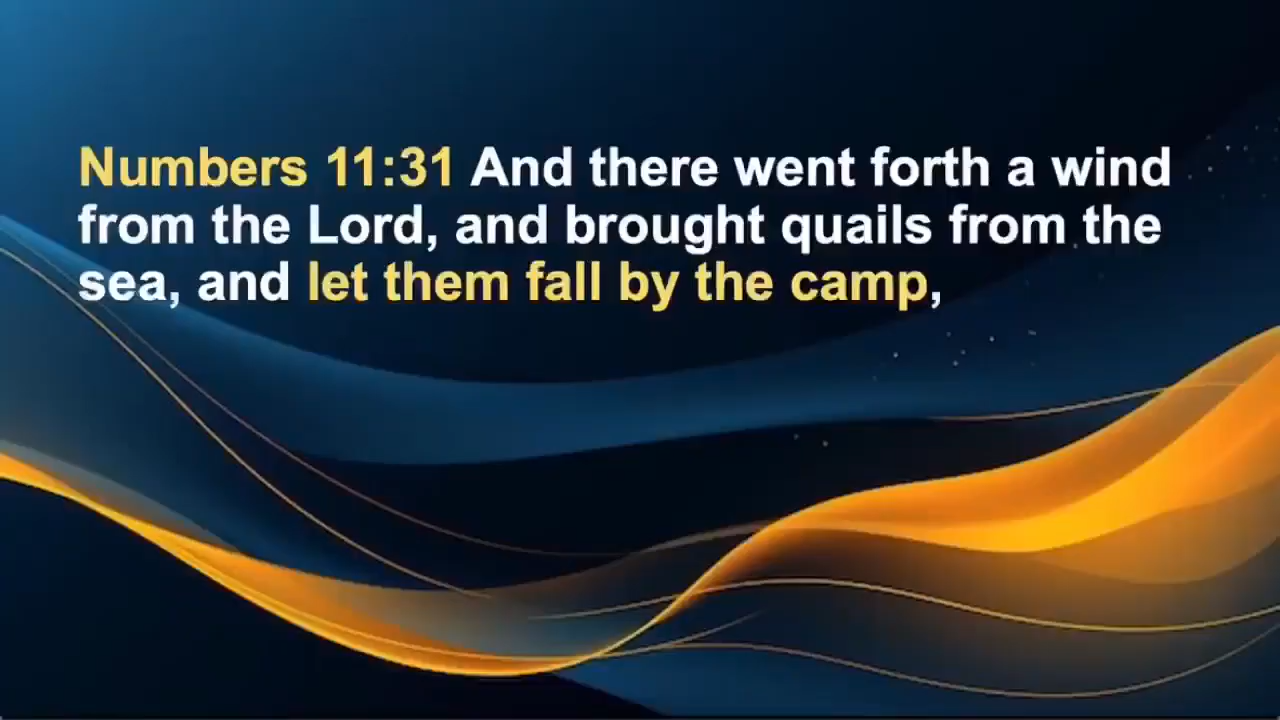 Numbers 11:31 And there went forth a wind
from the Lord, and brought quails from the
sea, and let them fall by the camp,